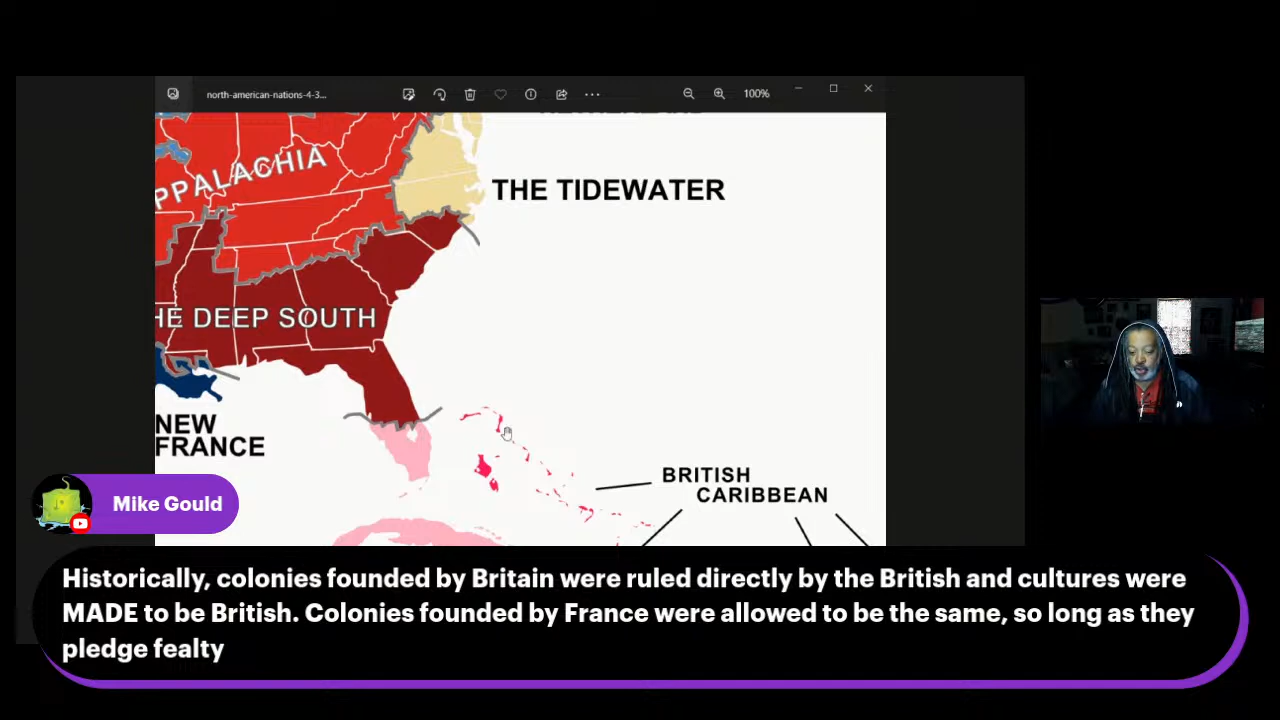 north-american-nations-4-3...
100%
PPALACHIA
THE TIDEWATER
HE DEEP SOUTH
NEW
FRANCE
BRITISH
CARIBBEAN
Mike Gould
Historically, colonies founded by Britain were ruled directly by the British and cultures were
MADE to be British. Colonies founded by France were allowed to be the same, so long as they
pledge fealty